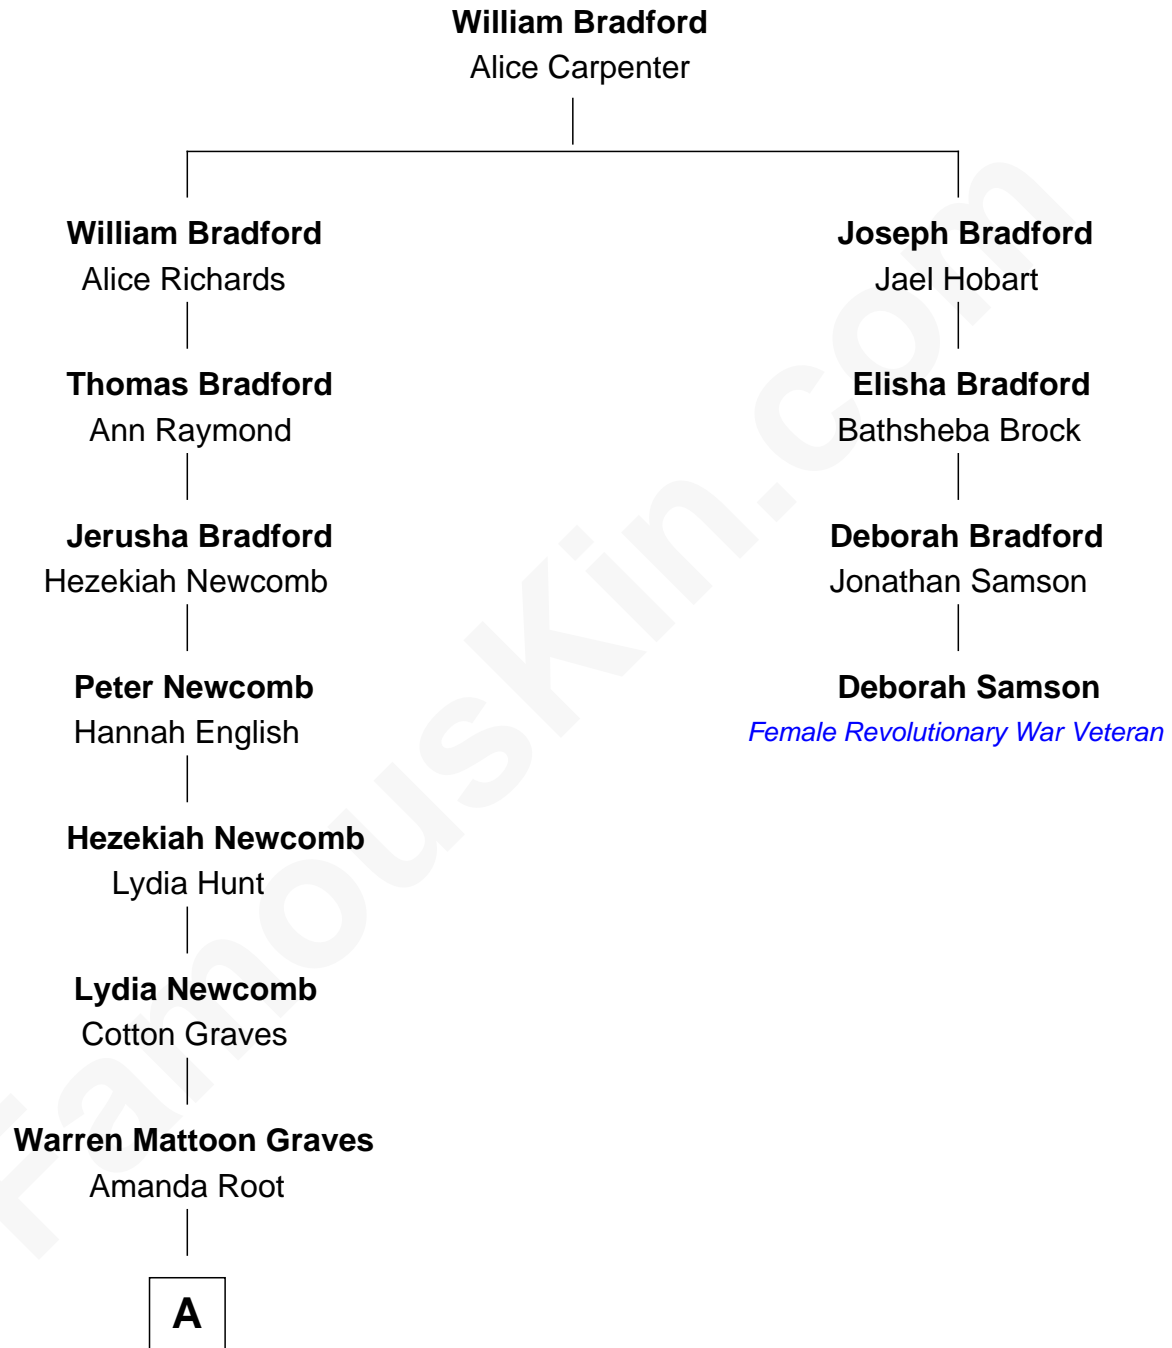 William Bradford
Alice Carpenter
William Bradford
Alice Richards
Joseph Bradford
Jael Hobart
Thomas Bradford
Ann Raymond
Elisha Bradford
Bathsheba Brock
Jerusha Bradford
Hezekiah Newcomb
Deborah Bradford
Jonathan Samson
Peter Newcomb
Hannah English
Deborah Samson
Female Revolutionary War Veteran
Hezekiah Newcomb
Lydia Hunt
Lydia Newcomb
Cotton Graves
Warren Mattoon Graves
Amanda Root
A
FamousKin.com